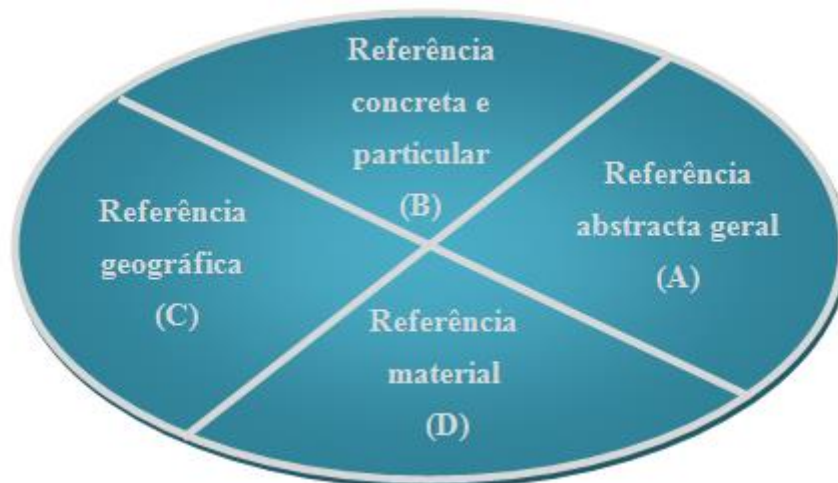 Referência
concreta e
particular
(B)
Referência
abstracta geral
(A)
Referência
geográfica
(C)
Referência
material
(D)